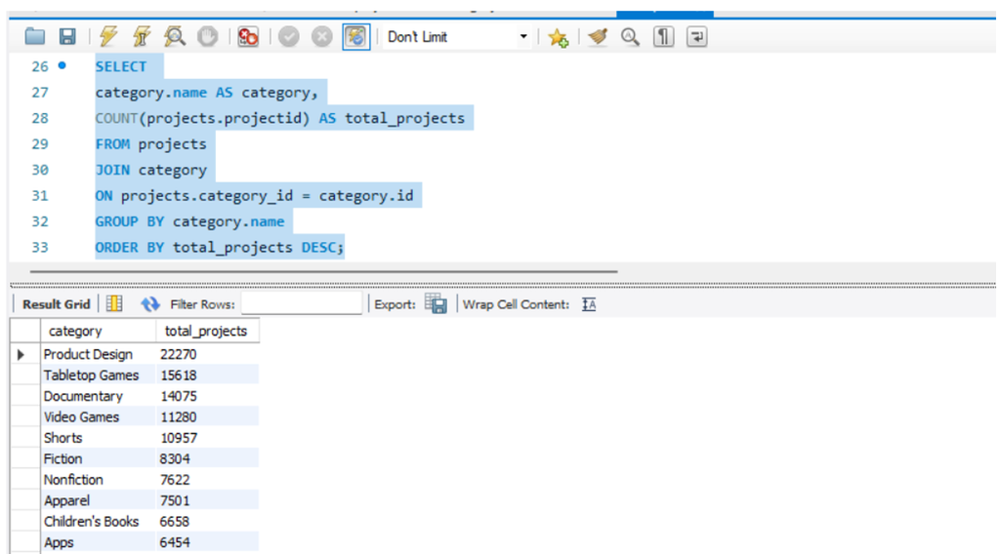 Don't Limit
26 SELECT
27 category.name AS category,
28 COUNT(projects.projectid) AS total_projects
29 FROM projects
30 JOIN category
31 ON projects.category_id = category.id
32 GROUP BY category.name
33 ORDER BY total_projects DESC;
Result Grid Filter Rows: Export: Wrap Cell Content:
category total_projects
Product Design 22270
Tabletop Games 15618
Documentary 14075
Video Games 11280
Shorts 10957
Fiction 8304
Nonfiction 7622
Apparel 7501
Children's Books 6658
Apps 6454